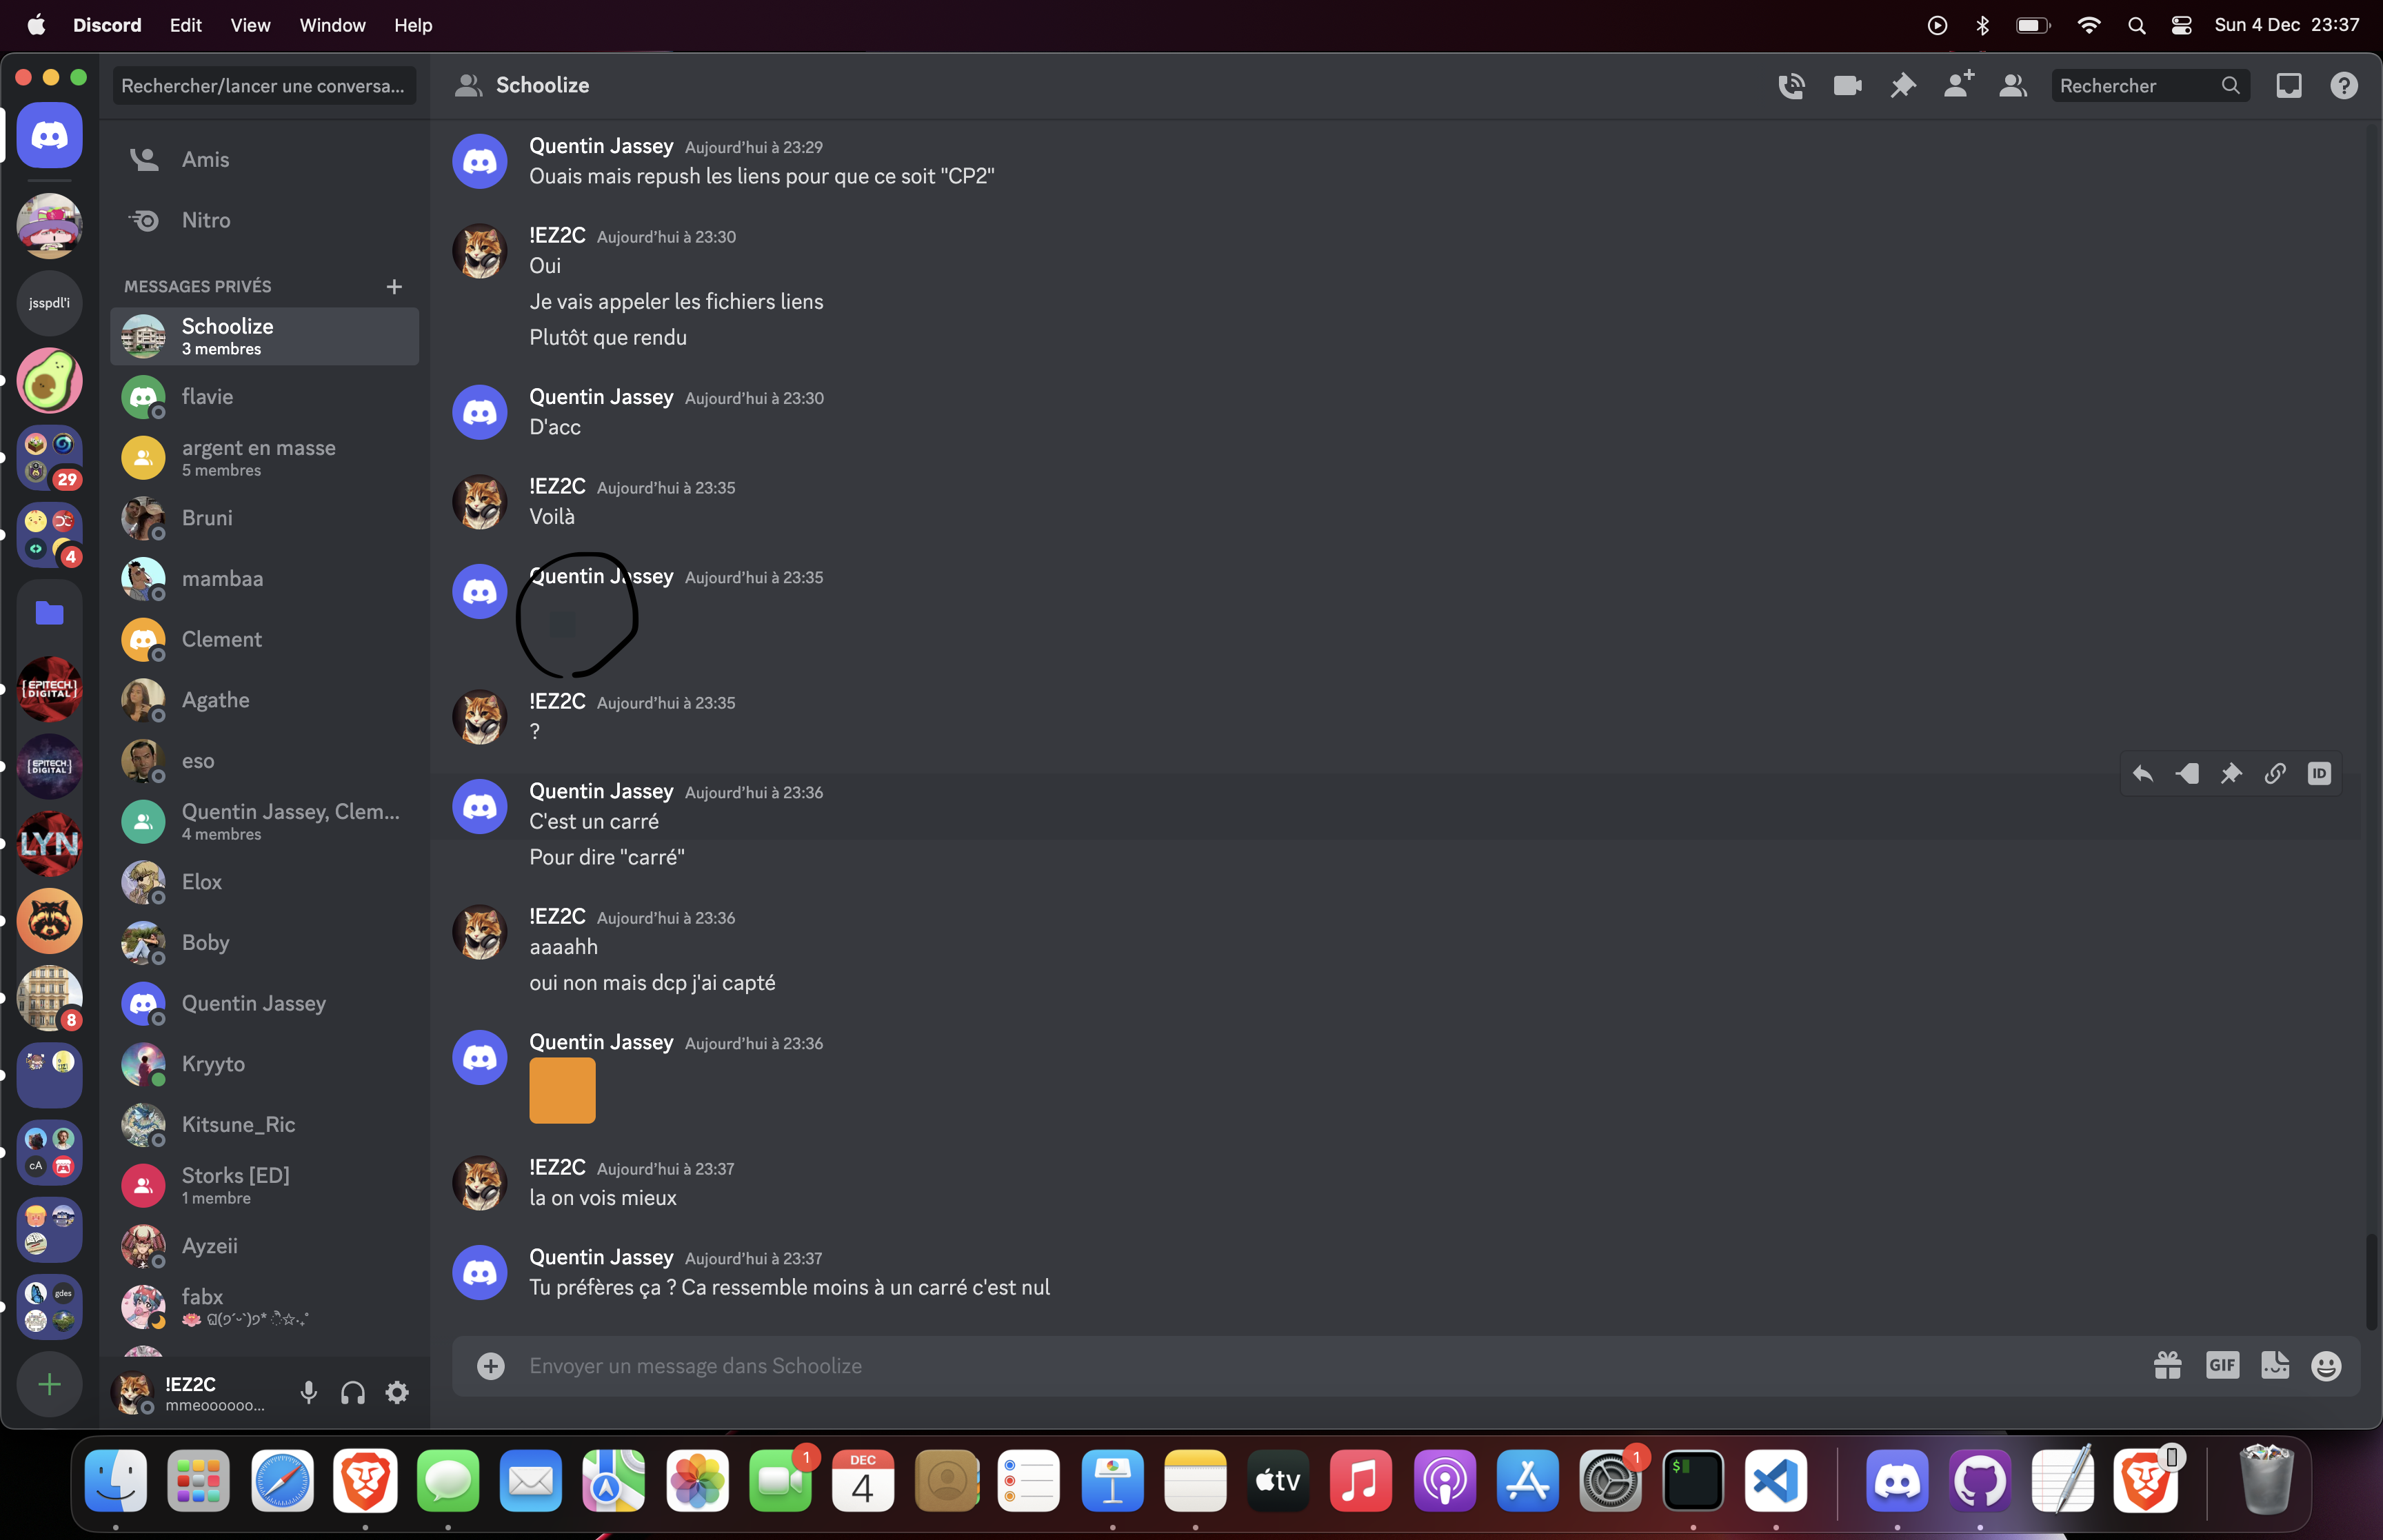 Discord Edit View Window Help
Sun 4 Dec 23:37
Rechercher/lancer une conversa...
Amis
Nitro
MESSAGES PRIVÉS
Schoolize
3 membres
flavie
argent en masse
5 membres
Bruni
mambaa
Clement
Agathe
eso
Quentin Jassey, Clem...
4 membres
Elox
Boby
Quentin Jassey
Kryyto
Kitsune_Ric
Storks [ED]
1 membre
Ayzeii
fabx
!EZ2C
mmeoooooo...
jsspdl'i
29
4
[EPITECH.]
DIGITAL
[EPITECH.]
DIGITAL
LYN
8
cA
gdes
Schoolize
Rechercher
Quentin Jassey Aujourd'hui à 23:29
Ouais mais repush les liens pour que ce soit "CP2"
!EZ2C Aujourd'hui à 23:30
Oui
Je vais appeler les fichiers liens
Plutôt que rendu
Quentin Jassey Aujourd'hui à 23:30
D'acc
!EZ2C Aujourd'hui à 23:35
Voilà
Quentin Jassey Aujourd'hui à 23:35
!EZ2C Aujourd'hui à 23:35
?
ID
Quentin Jassey Aujourd'hui à 23:36
C'est un carré
Pour dire "carré"
!EZ2C Aujourd'hui à 23:36
aaaahh
oui non mais dcp j'ai capté
Quentin Jassey Aujourd'hui à 23:36
!EZ2C Aujourd'hui à 23:37
la on vois mieux
Quentin Jassey Aujourd'hui à 23:37
Tu préfères ça ? Ca ressemble moins à un carré c'est nul
Envoyer un message dans Schoolize
GIF
1
DEC
4
tv
1
$